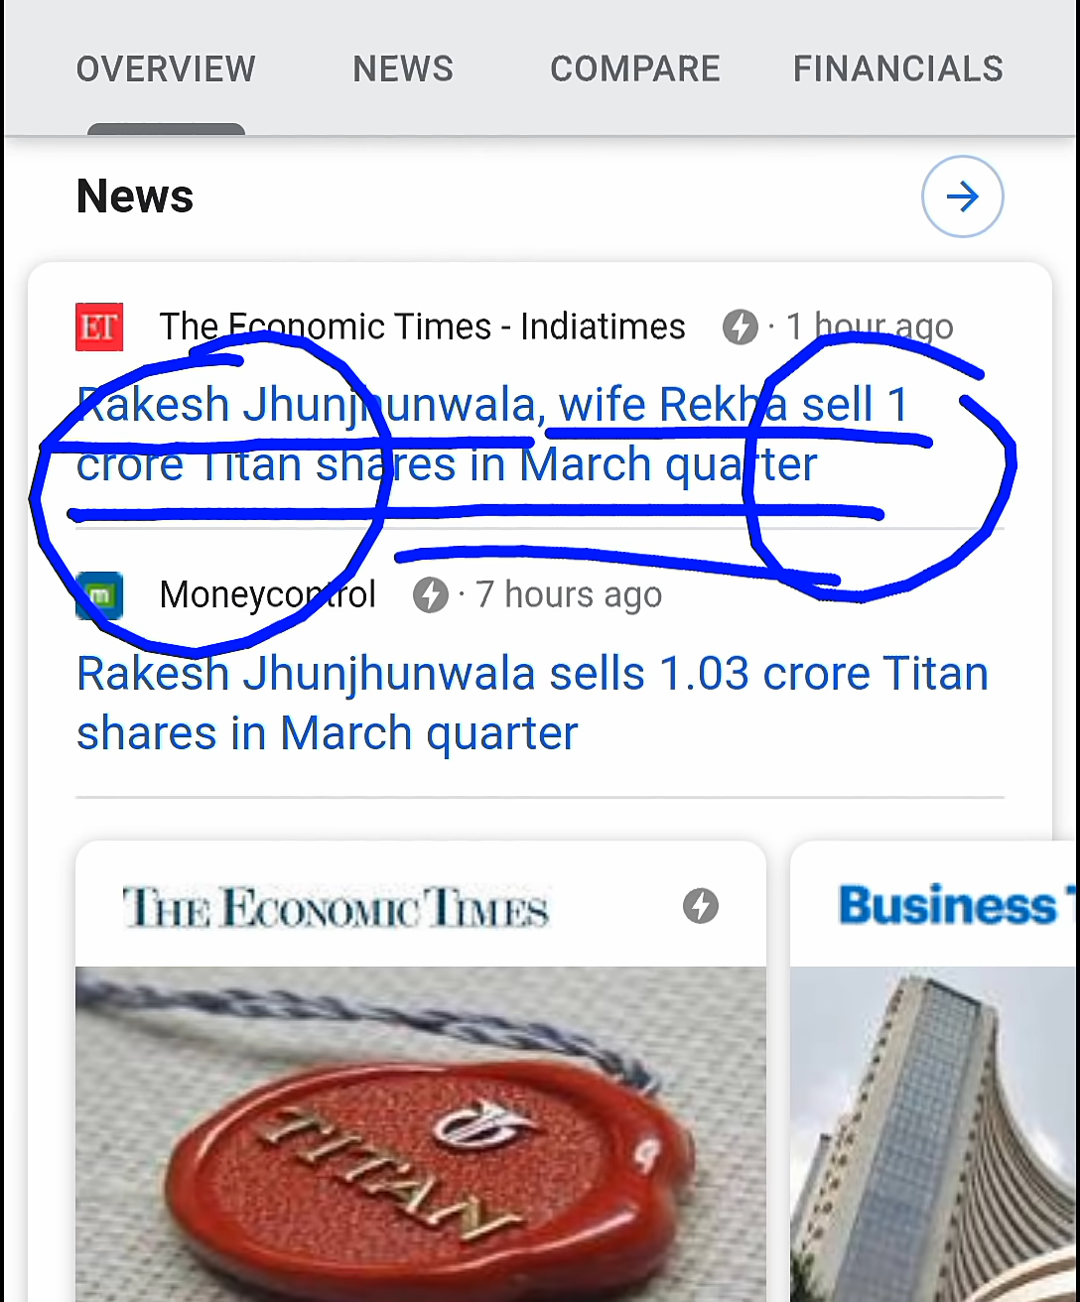 OVERVIEW NEWS COMPARE FINANCIALS
News
ET The Economic Times - Indiatimes · 1 hour ago
Rakesh Jhunjhunwala, wife Rekha sell 1
crore Titan shares in March quarter
m Moneycontrol · 7 hours ago
Rakesh Jhunjhunwala sells 1.03 crore Titan
shares in March quarter
THE ECONOMIC TIMES
Business
TITAN